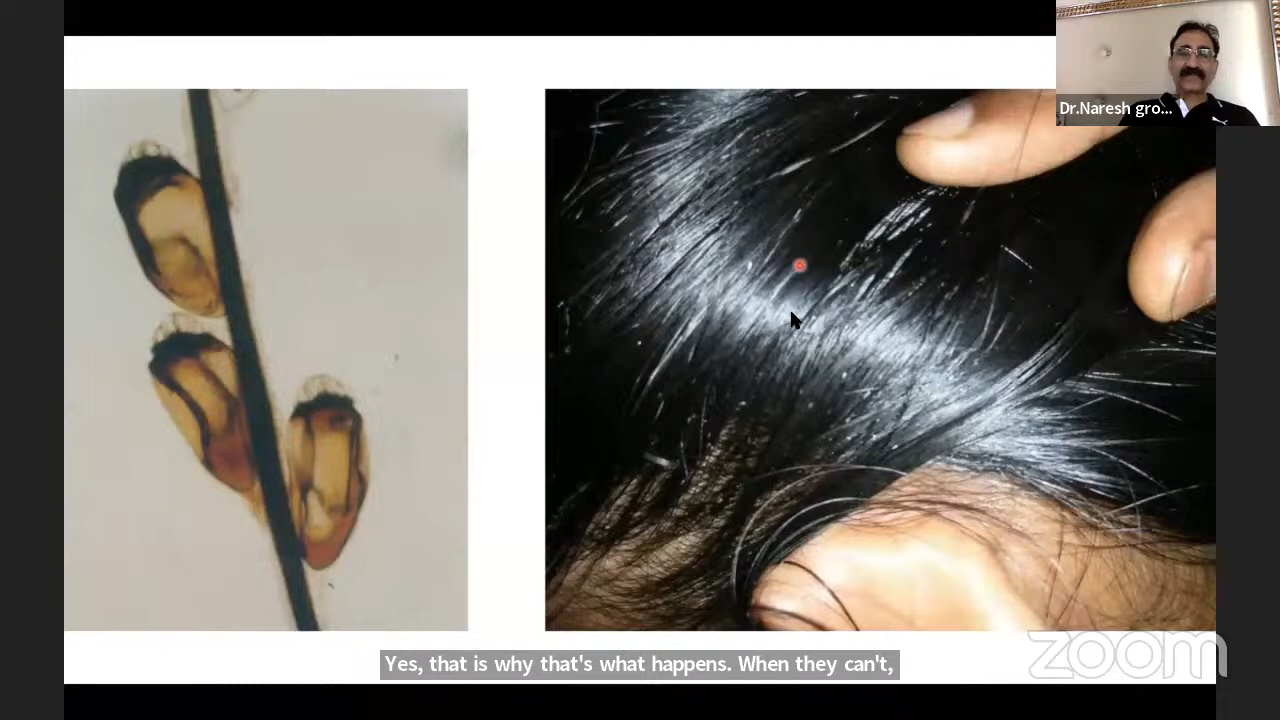 Dr.Naresh gro...
Yes, that is why that's what happens. When they can't,
zoom